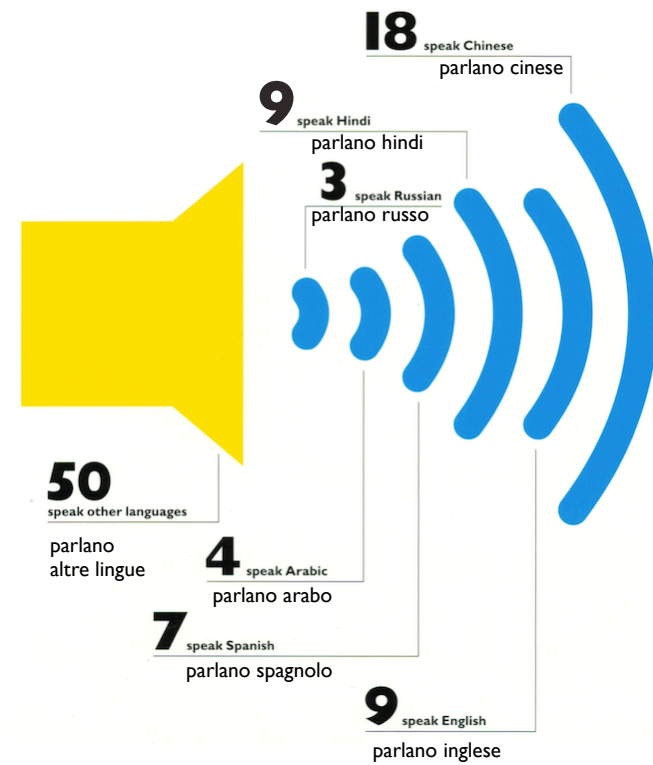 18 speak Chinese
parlano cinese
9 speak Hindi
parlano hindi
3 speak Russian
parlano russo
50
speak other languages
parlano
altre lingue
4 speak Arabic
parlano arabo
7 speak Spanish
parlano spagnolo
9 speak English
parlano inglese